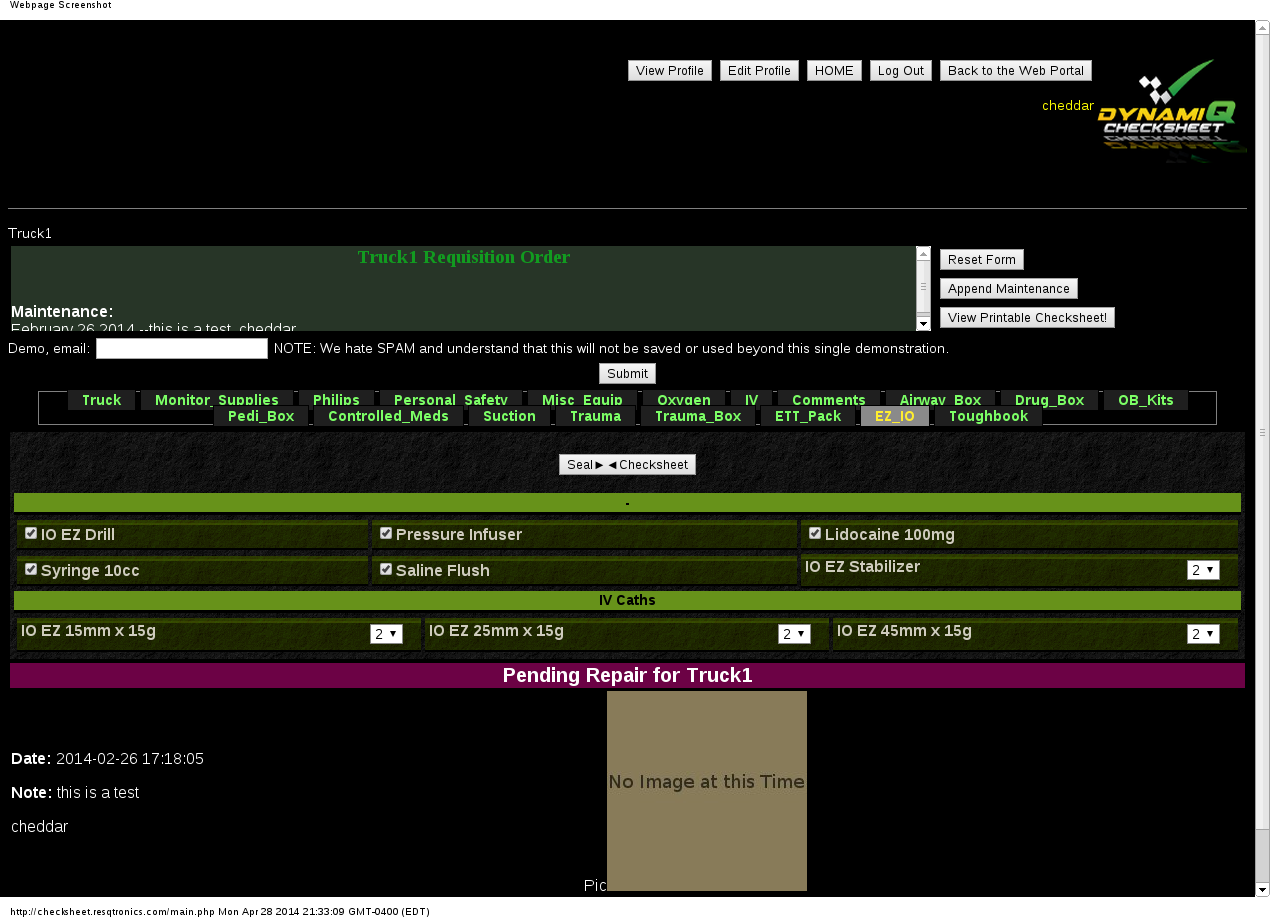 Webpage Screenshot
View Profile Edit Profile HOME Log Out Back to the Web Portal
cheddar
DYNAMIQ
CHECKSHEET
Truck1
Truck1 Requisition Order
Reset Form
Append Maintenance
View Printable Checksheet!
Maintenance:
February 26 2014 --this is a test cheddar
Demo, email: NOTE: We hate SPAM and understand that this will not be saved or used beyond this single demonstration.
Submit
Truck Monitor_Supplies Philips Personal_Safety Misc_Equip Oxygen IV Comments Airway_Box Drug_Box OB_Kits
Pedi_Box Controlled_Meds Suction Trauma Trauma_Box ETT_Pack EZ_IO Toughbook
Seal►◄Checksheet
-
IO EZ Drill Pressure Infuser Lidocaine 100mg
Syringe 10cc Saline Flush IO EZ Stabilizer 2
IV Caths
IO EZ 15mm x 15g 2 IO EZ 25mm x 15g 2 IO EZ 45mm x 15g 2
Pending Repair for Truck1
Date: 2014-02-26 17:18:05
Note: this is a test
cheddar
No Image at this Time
Pic
http://checksheet.resqtronics.com/main.php Mon Apr 28 2014 21:33:09 GMT-0400 (EDT)